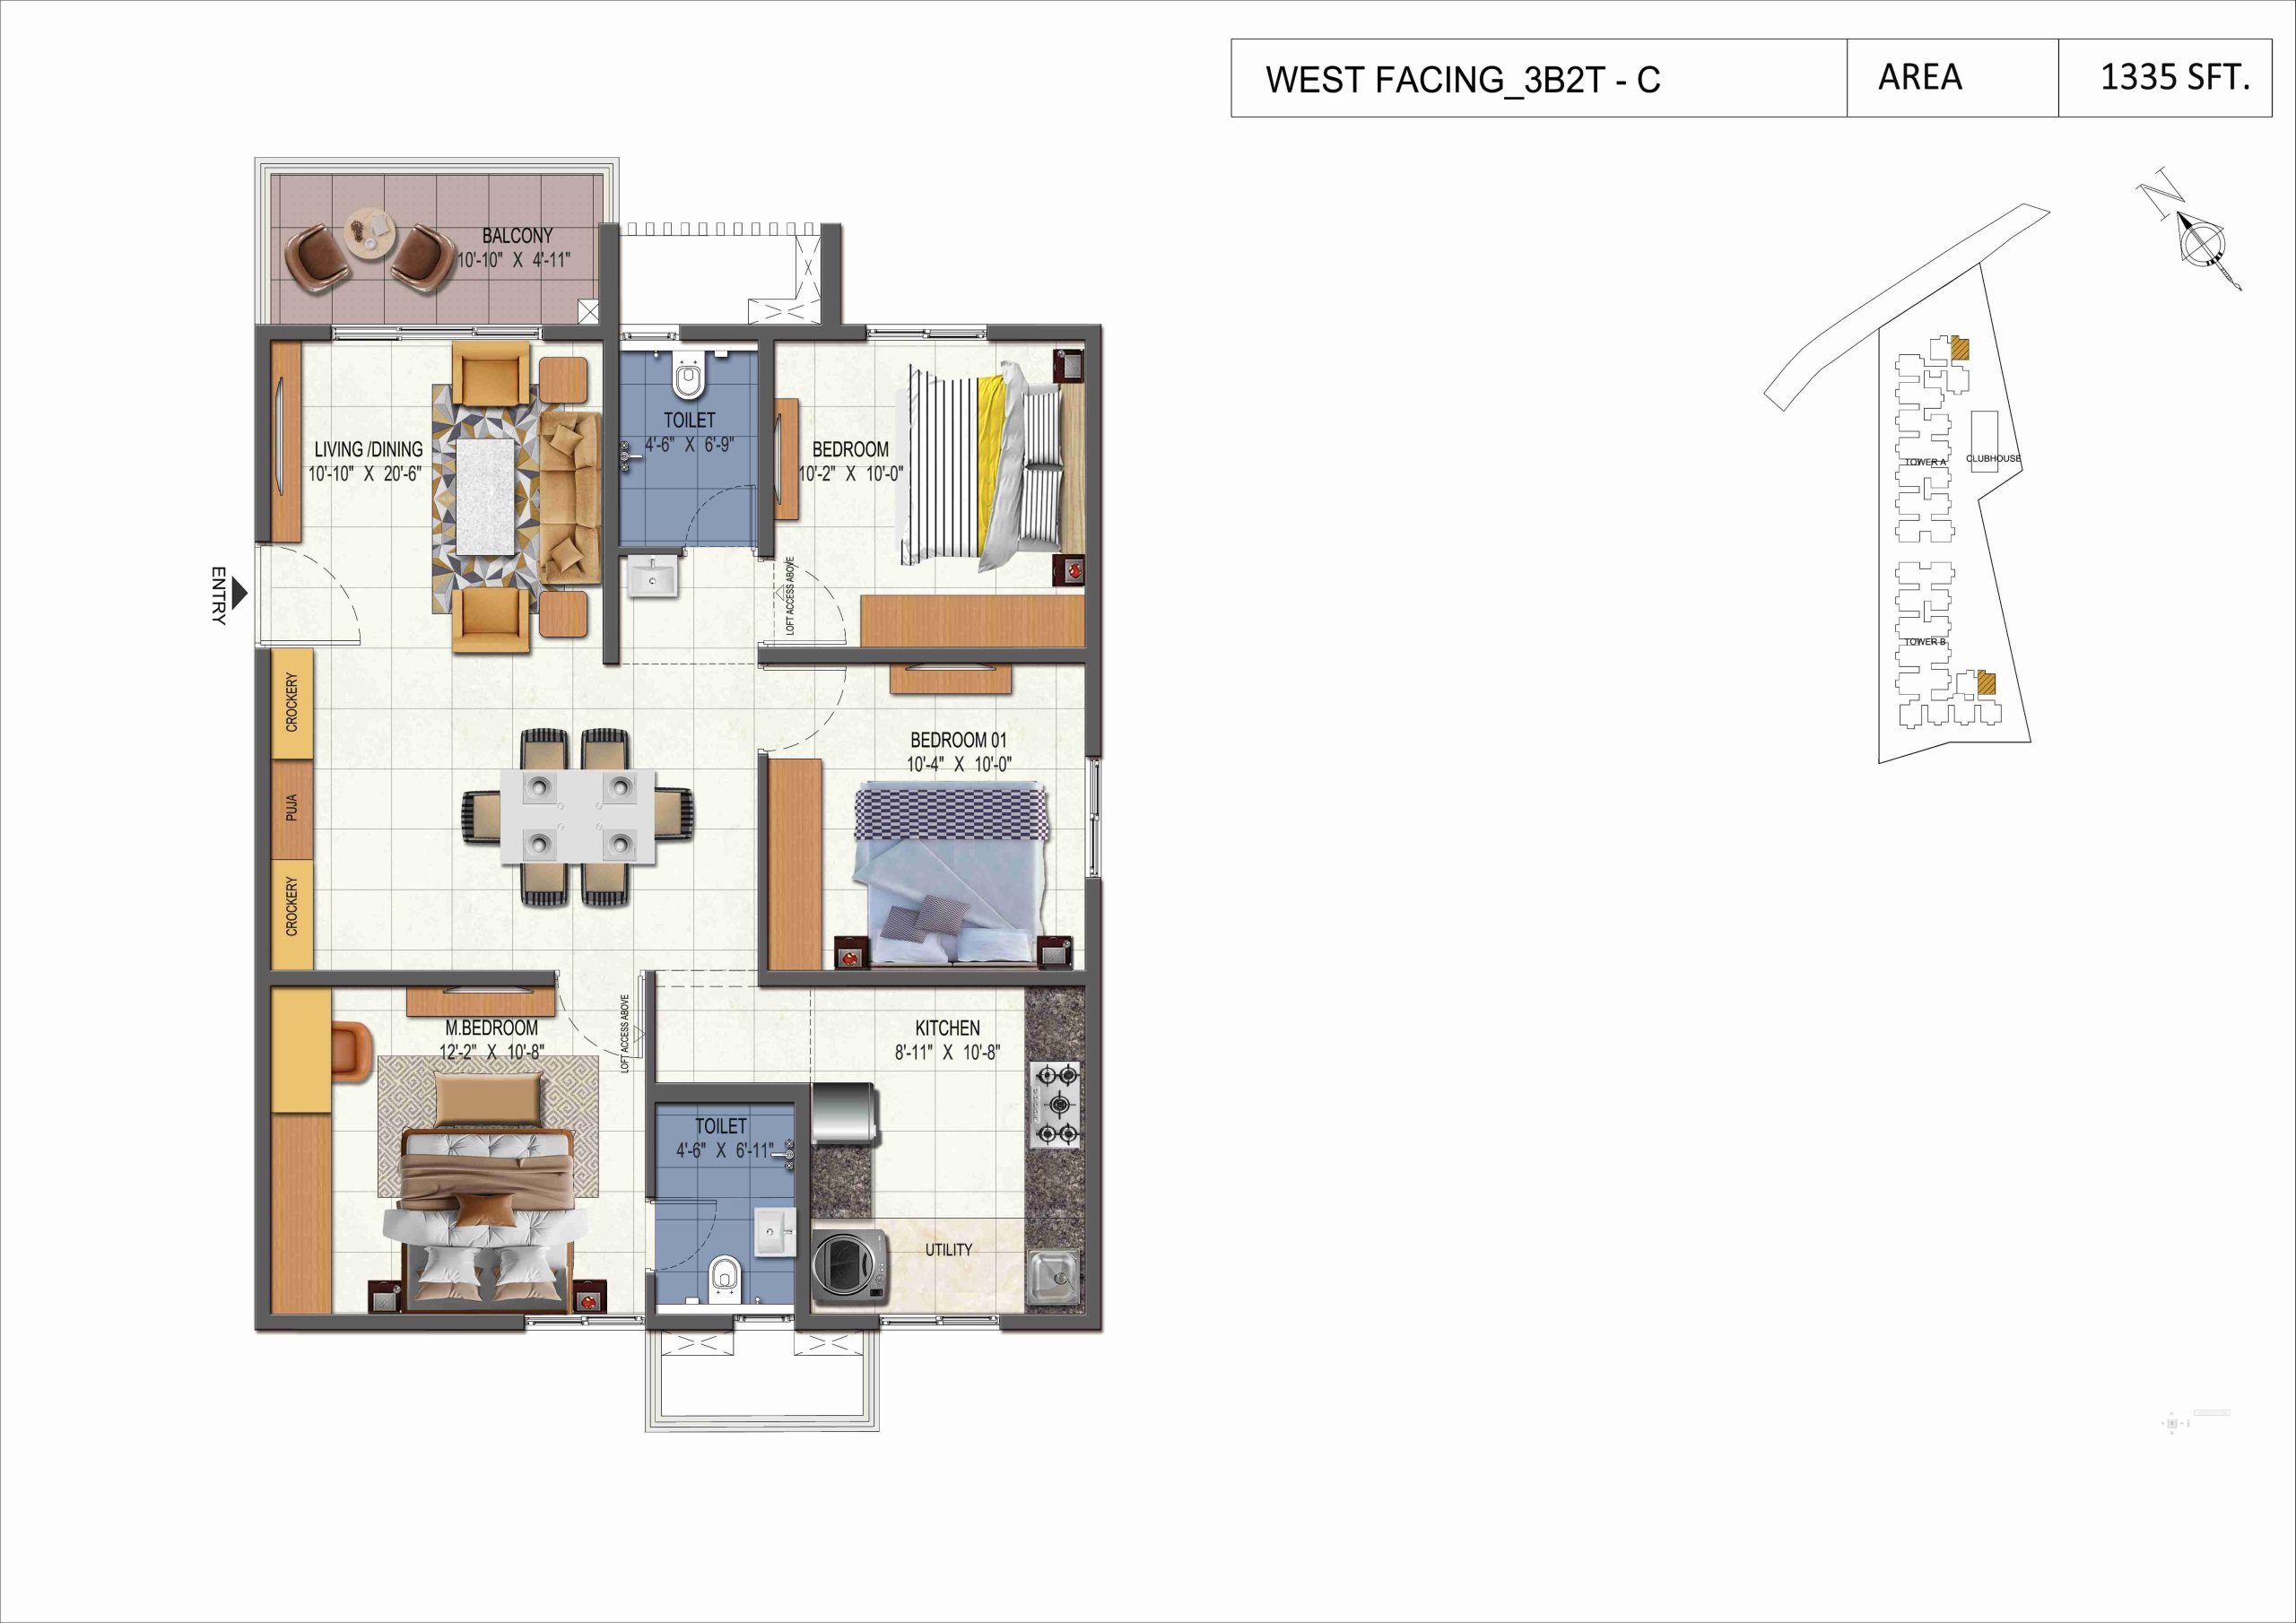 WEST FACING_3B2T - C
AREA
1335 SFT.
N
BALCONY
10'-10" X 4'-11"
TOILET
4'-6" X 6'-9"
LIVING /DINING
10'-10" X 20'-6"
BEDROOM
10'-2" X 10'-0"
LOFT ACCESS ABOVE
ENTRY
CROCKERY
PUJA
CROCKERY
BEDROOM 01
10'-4" X 10'-0"
M.BEDROOM
12'-2" X 10'-8"
LOFT ACCESS ABOVE
KITCHEN
8'-11" X 10'-8"
TOILET
4'-6" X 6'-11"
UTILITY
TOWER A
CLUBHOUSE
TOWER B